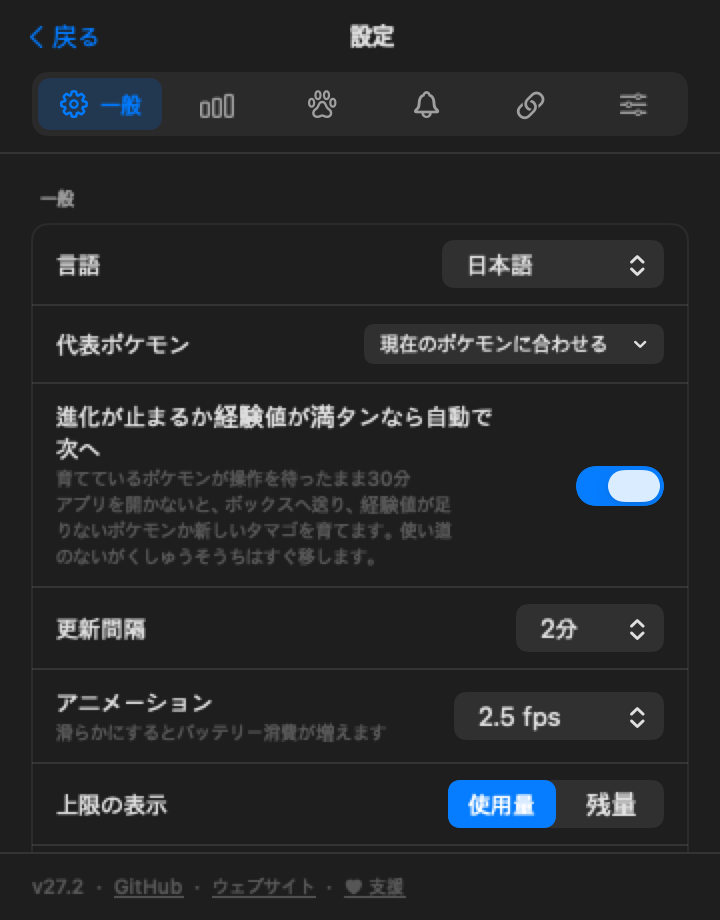 戻る
設定
一般
一般
言語
日本語
代表ポケモン
現在のポケモンに合わせる
進化が止まるか経験値が満タンなら自動で
次へ
育てているポケモンが操作を待ったまま30分
アプリを開かないと、ボックスへ送り、経験値が足
りないポケモンか新しいタマゴを育てます。使い道
のないがくしゅうそうちはすぐ移します。
更新間隔
2分
アニメーション
2.5 fps
滑らかにするとバッテリー消費が増えます
上限の表示
使用量
残量
v27.2 · GitHub · ウェブサイト · ♥ 支援